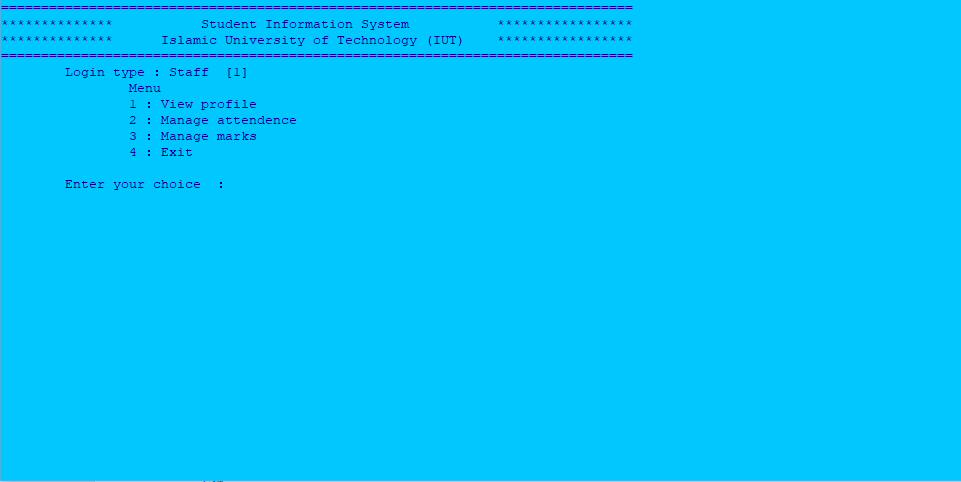 ===============================================================================
**************           Student Information System           *****************
**************      Islamic University of Technology (IUT)    *****************
===============================================================================
Login type : Staff  [1]
Menu
1 : View profile
2 : Manage attendence
3 : Manage marks
4 : Exit
Enter your choice  :